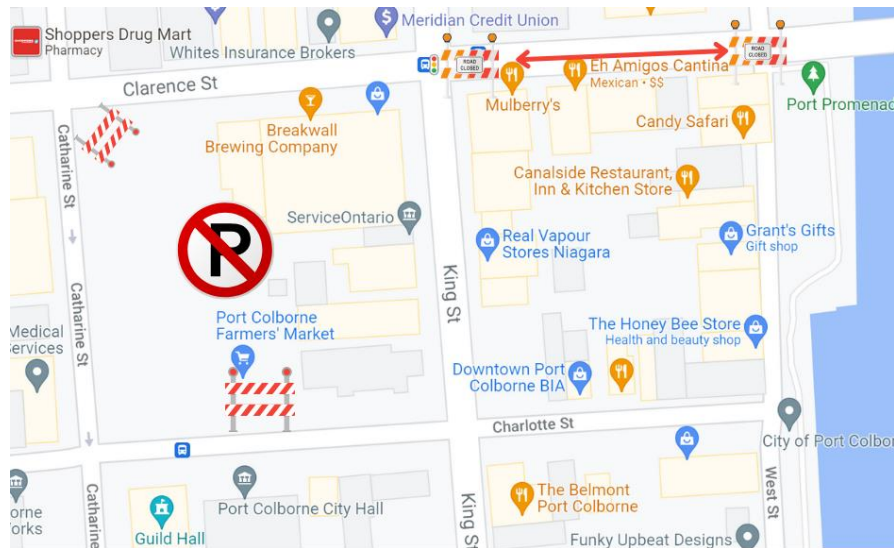 Shoppers Drug Mart
Pharmacy
Meridian Credit Union
Whites Insurance Brokers
Clarence St
ROAD
CLOSED
ROAD
CLOSED
Eh Amigos Cantina
Mexican • $$
Mulberry's
Port Promenad
Candy Safari
Breakwall
Brewing Company
Catharine St
Canalside Restaurant,
Inn & Kitchen Store
ServiceOntario
P
Real Vapour
Stores Niagara
Grant's Gifts
Gift shop
King St
Catharine St
Port Colborne
Farmers' Market
Medical
Services
The Honey Bee Store
Health and beauty shop
Downtown Port
Colborne BIA
Charlotte St
City of Port Colbor
Catharine
Port Colborne City Hall
King St
The Belmont
Port Colborne
West St
orne
orks
Guild Hall
Funky Upbeat Designs